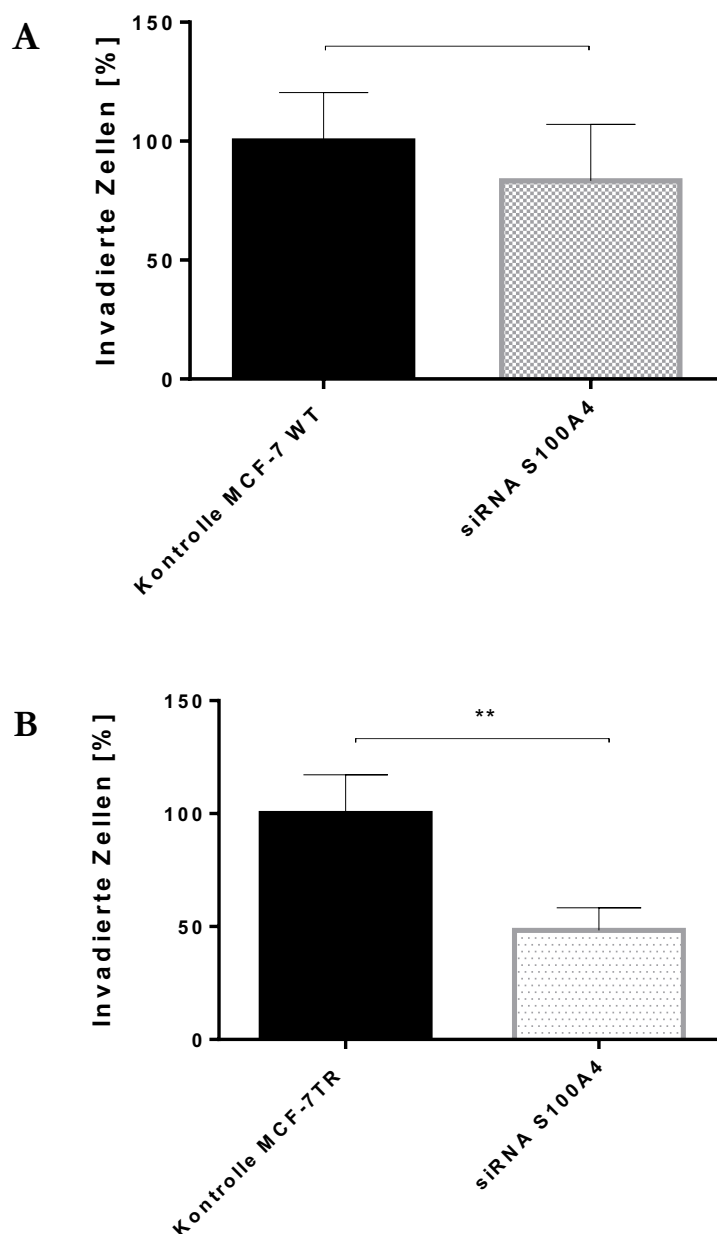 A
Invadierte Zellen [%]
150
100
50
0
Kontrolle MCF-7 WT
siRNA S100A4
B
Invadierte Zellen [%]
150
100
50
0
**
Kontrolle MCF-7TR
siRNA S100A4